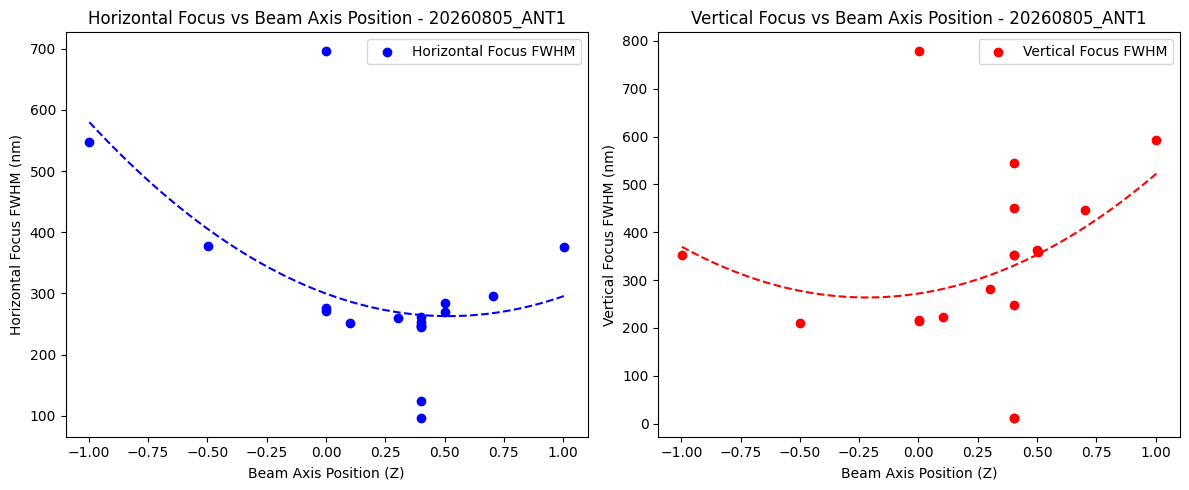 Horizontal Focus vs Beam Axis Position - 20260805_ANT1
Horizontal Focus FWHM
Horizontal Focus FWHM (nm)
700
600
500
400
300
200
100
−1.00 −0.75 −0.50 −0.25 0.00 0.25 0.50 0.75 1.00
Beam Axis Position (Z)
Vertical Focus vs Beam Axis Position - 20260805_ANT1
Vertical Focus FWHM
Vertical Focus FWHM (nm)
800
700
600
500
400
300
200
100
0
−1.00 −0.75 −0.50 −0.25 0.00 0.25 0.50 0.75 1.00
Beam Axis Position (Z)